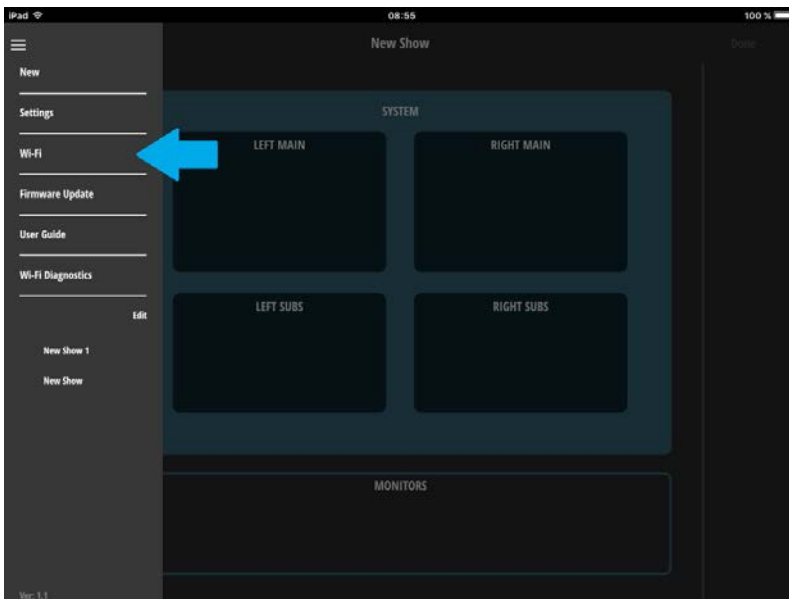 iPad 08:55 100 %
New Show Done
New
Settings
Wi-Fi
Firmware Update
User Guide
Wi-Fi Diagnostics
Edit
New Show 1
New Show
Ver: 1.1
SYSTEM
LEFT MAIN RIGHT MAIN
LEFT SUBS RIGHT SUBS
MONITORS